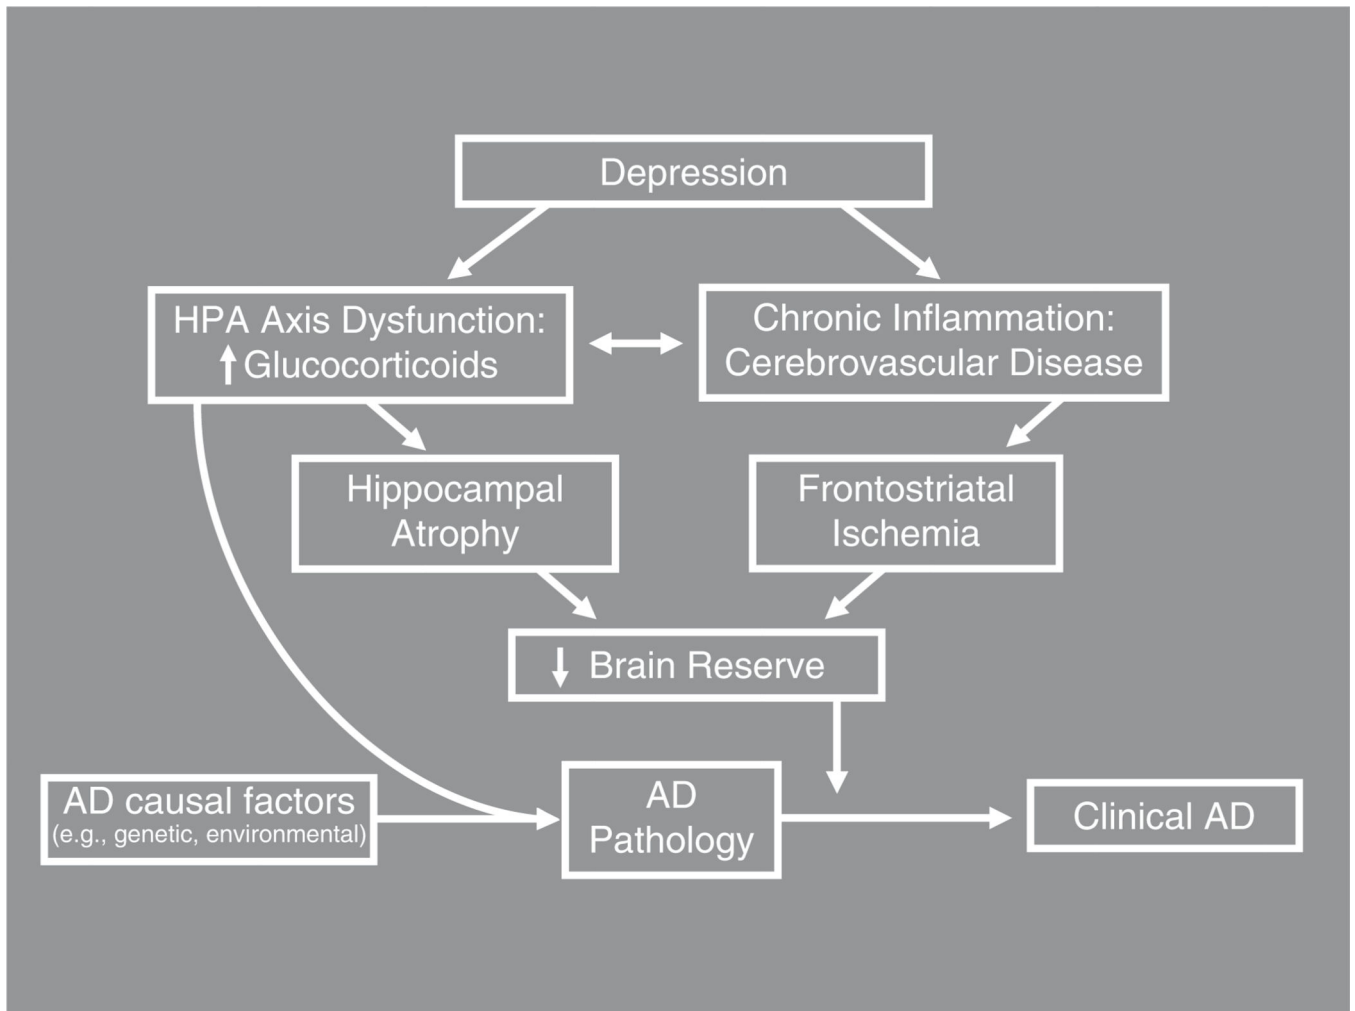 Depression
HPA Axis Dysfunction:
↑ Glucocorticoids
Chronic Inflammation:
Cerebrovascular Disease
Hippocampal
Atrophy
Frontostriatal
Ischemia
↓ Brain Reserve
AD causal factors
(e.g., genetic, environmental)
AD
Pathology
Clinical AD